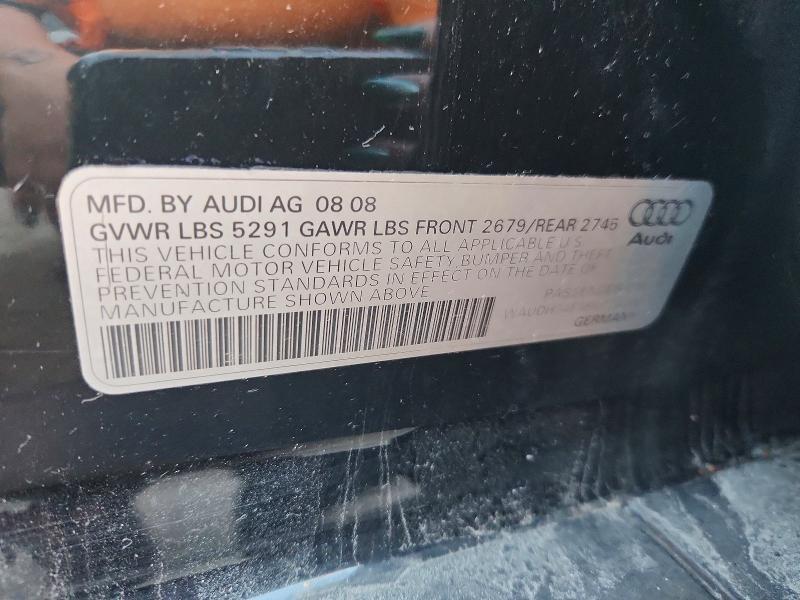 MFD. BY AUDI AG 08 08
GVWR LBS 5291 GAWR LBS FRONT 2679/REAR 2746
THIS VEHICLE CONFORMS TO ALL APPLICABLE U.S.
FEDERAL MOTOR VEHICLE SAFETY, BUMPER AND THEFT
PREVENTION STANDARDS IN EFFECT ON THE DATE OF
MANUFACTURE SHOWN ABOVE
Audi
PASSENGER
GERMANY